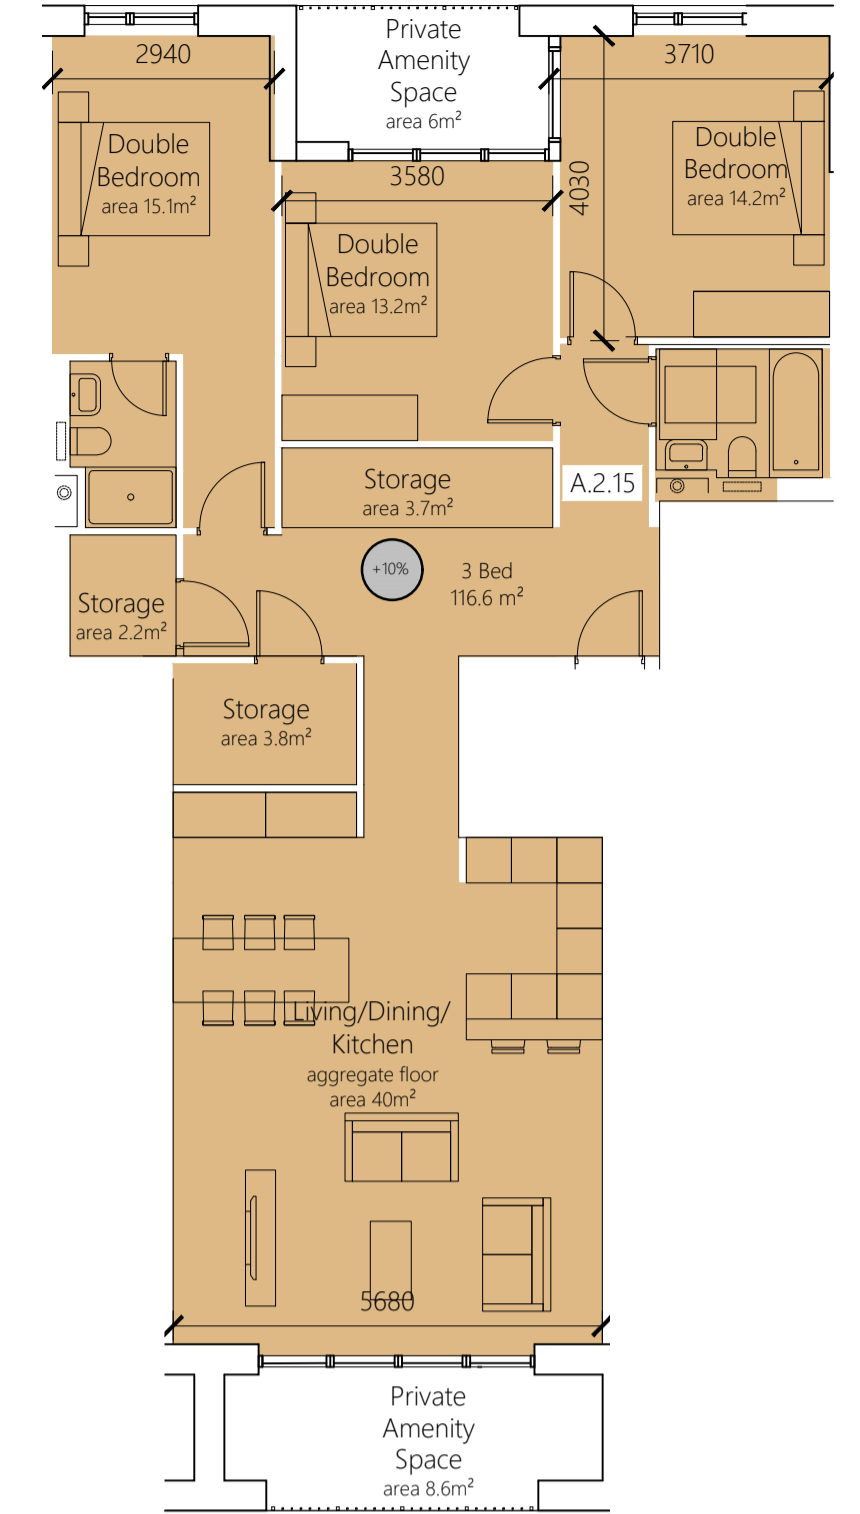 Private
Amenity
Space
area 6m²
2940
3710
Double
Bedroom
area 15.1m²
3580
4030
Double
Bedroom
area 14.2m²
Double
Bedroom
area 13.2m²
Storage
area 3.7m²
A.2.15
+10%
3 Bed
116.6 m²
Storage
area 2.2m²
Storage
area 3.8m²
Living/Dining/
Kitchen
aggregate floor
area 40m²
5680
Private
Amenity
Space
area 8.6m²